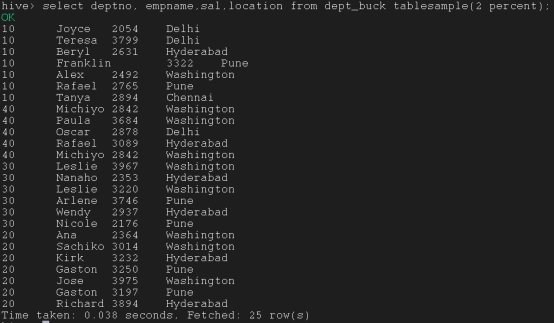 hive> select deptno, empname,sal,location from dept_buck tablesample(2 percent);
OK
10 Joyce 2054 Delhi
10 Teresa 3799 Delhi
10 Beryl 2631 Hyderabad
10 Franklin 3322 Pune
10 Alex 2492 Washington
10 Rafael 2765 Pune
10 Tanya 2894 Chennai
40 Michiyo 2842 Washington
40 Paula 3684 Washington
40 Oscar 2878 Delhi
40 Rafael 3089 Hyderabad
40 Michiyo 2842 Washington
30 Leslie 3967 Washington
30 Nanaho 2353 Hyderabad
30 Leslie 3220 Washington
30 Arlene 3746 Pune
30 Wendy 2937 Hyderabad
30 Nicole 2176 Pune
20 Ana 2364 Washington
20 Sachiko 3014 Washington
20 Kirk 3232 Hyderabad
20 Gaston 3250 Pune
20 Jose 3975 Washington
20 Gaston 3197 Pune
20 Richard 3894 Hyderabad
Time taken: 0.038 seconds, Fetched: 25 row(s)